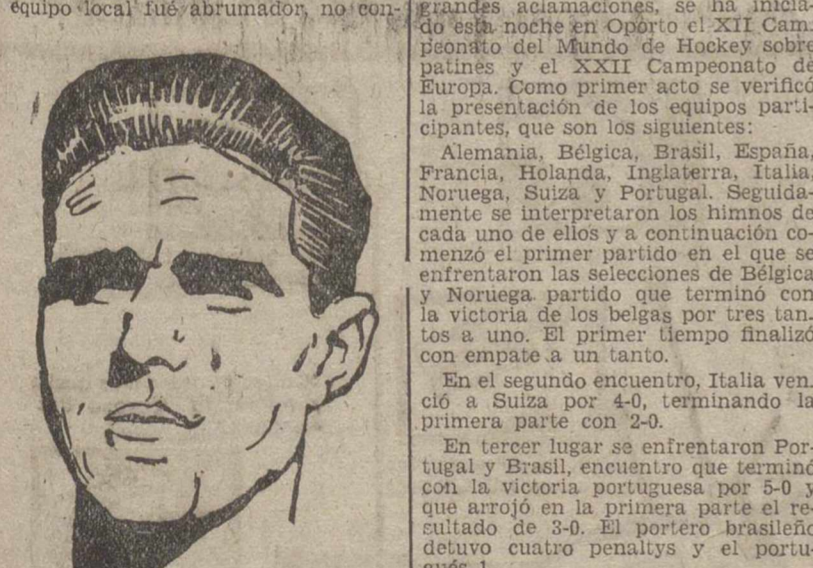 equipo local fué abrumador, no con-
grandes aclamaciones, se ha inicia-
do esta noche en Oporto el XII Cam.
peonato del Mundo de Hockey sobre
patines y el XXII Campeonato de
Europa. Como primer acto se verificó
la presentación de los equipos parti-
cipantes, que son los siguientes:
Alemania, Bélgica, Brasil, España,
Francia, Holanda, Inglaterra, Italia,
Noruega, Suiza y Portugal. Seguida-
mente se interpretaron los himnos de
cada uno de ellos y a continuación co-
menzó el primer partido en el que se
enfrentaron las selecciones de Bélgica
y Noruega partido que terminó con
la victoria de los belgas por tres tan-
tos a uno. El primer tiempo finalizó
con empate a un tanto.
En el segundo encuentro, Italia ven.
ció a Suiza por 4-0, terminando la
primera parte con 2-0.
En tercer lugar se enfrentaron Por-
tugal y Brasil, encuentro que terminó
con la victoria portuguesa por 5-0 y
que arrojó en la primera parte el re-
sultado de 3-0. El portero brasileño
detuvo cuatro penaltys y el portu-
gués 1